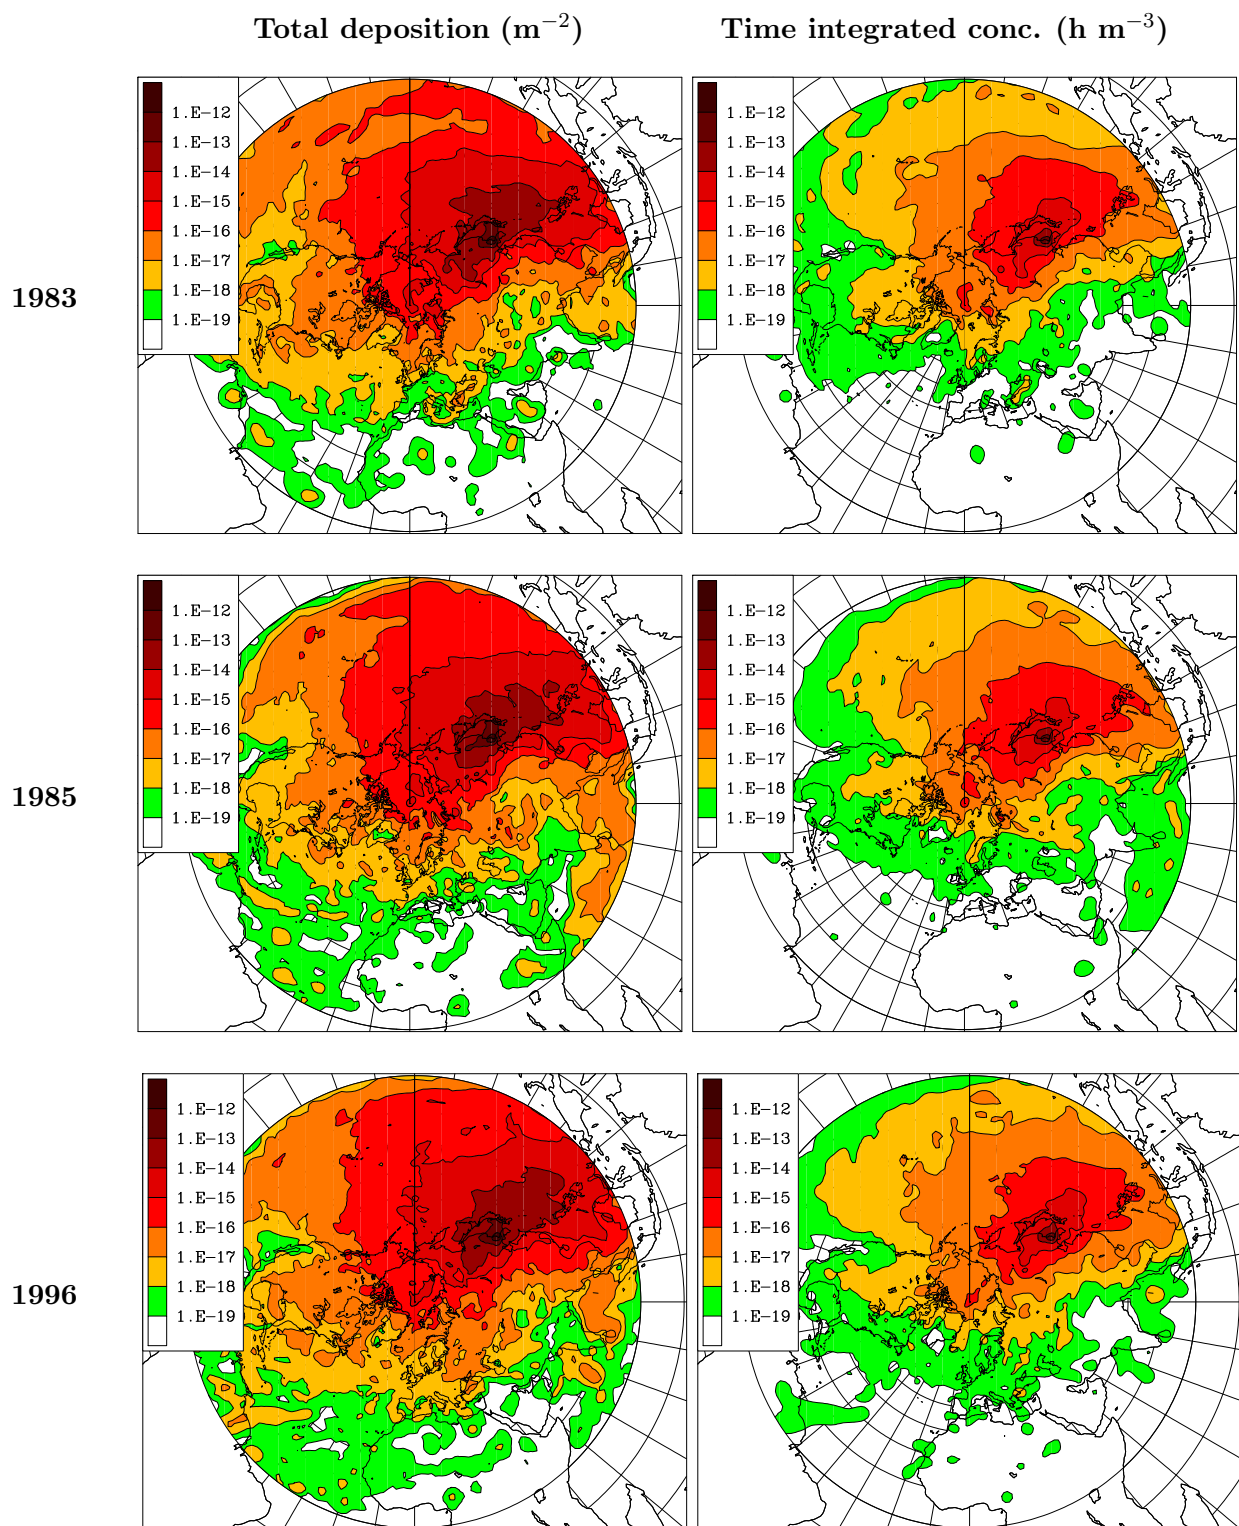 Total deposition (m−2) Time integrated conc. (h m−3)
1983
1.E−12 1.E−12
1.E−13 1.E−13
1.E−14 1.E−14
1.E−15 1.E−15
1.E−16 1.E−16
1.E−17 1.E−17
1.E−18 1.E−18
1.E−19 1.E−19
1985
1.E−12 1.E−12
1.E−13 1.E−13
1.E−14 1.E−14
1.E−15 1.E−15
1.E−16 1.E−16
1.E−17 1.E−17
1.E−18 1.E−18
1.E−19 1.E−19
1996
1.E−12 1.E−12
1.E−13 1.E−13
1.E−14 1.E−14
1.E−15 1.E−15
1.E−16 1.E−16
1.E−17 1.E−17
1.E−18 1.E−18
1.E−19 1.E−19